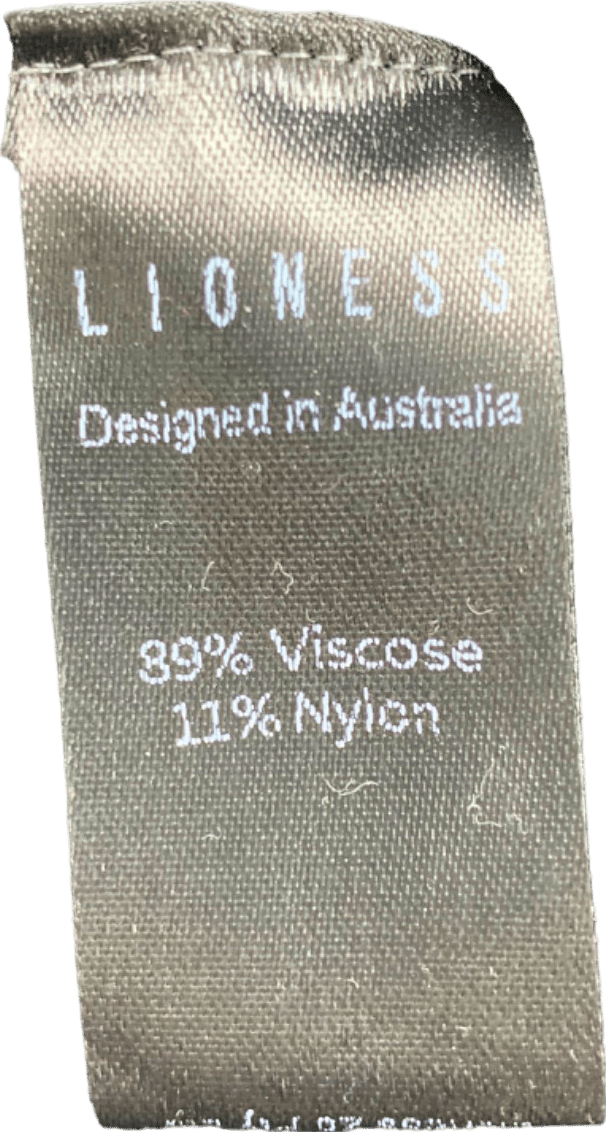 LIONESS
Designed in Australia
89% Viscose
11% Nylon